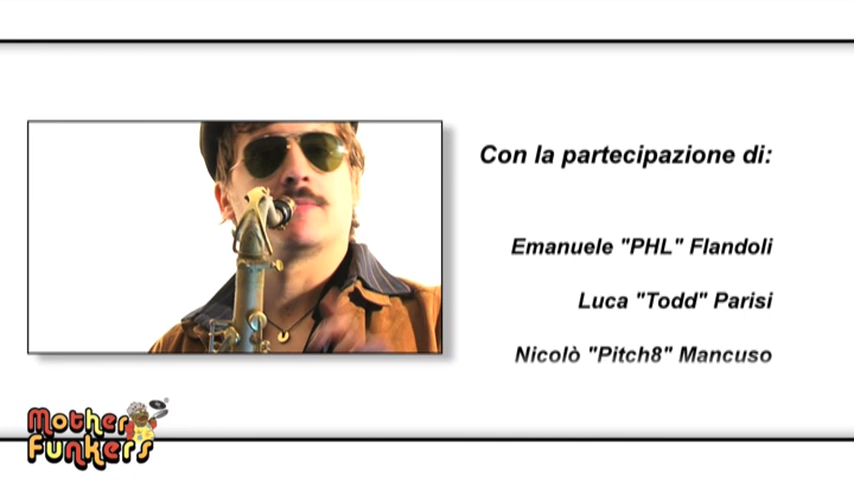 Con la partecipazione di:
Emanuele "PHL" Flandoli
Luca "Todd" Parisi
Nicolò "Pitch8" Mancuso
Mother
Funkers